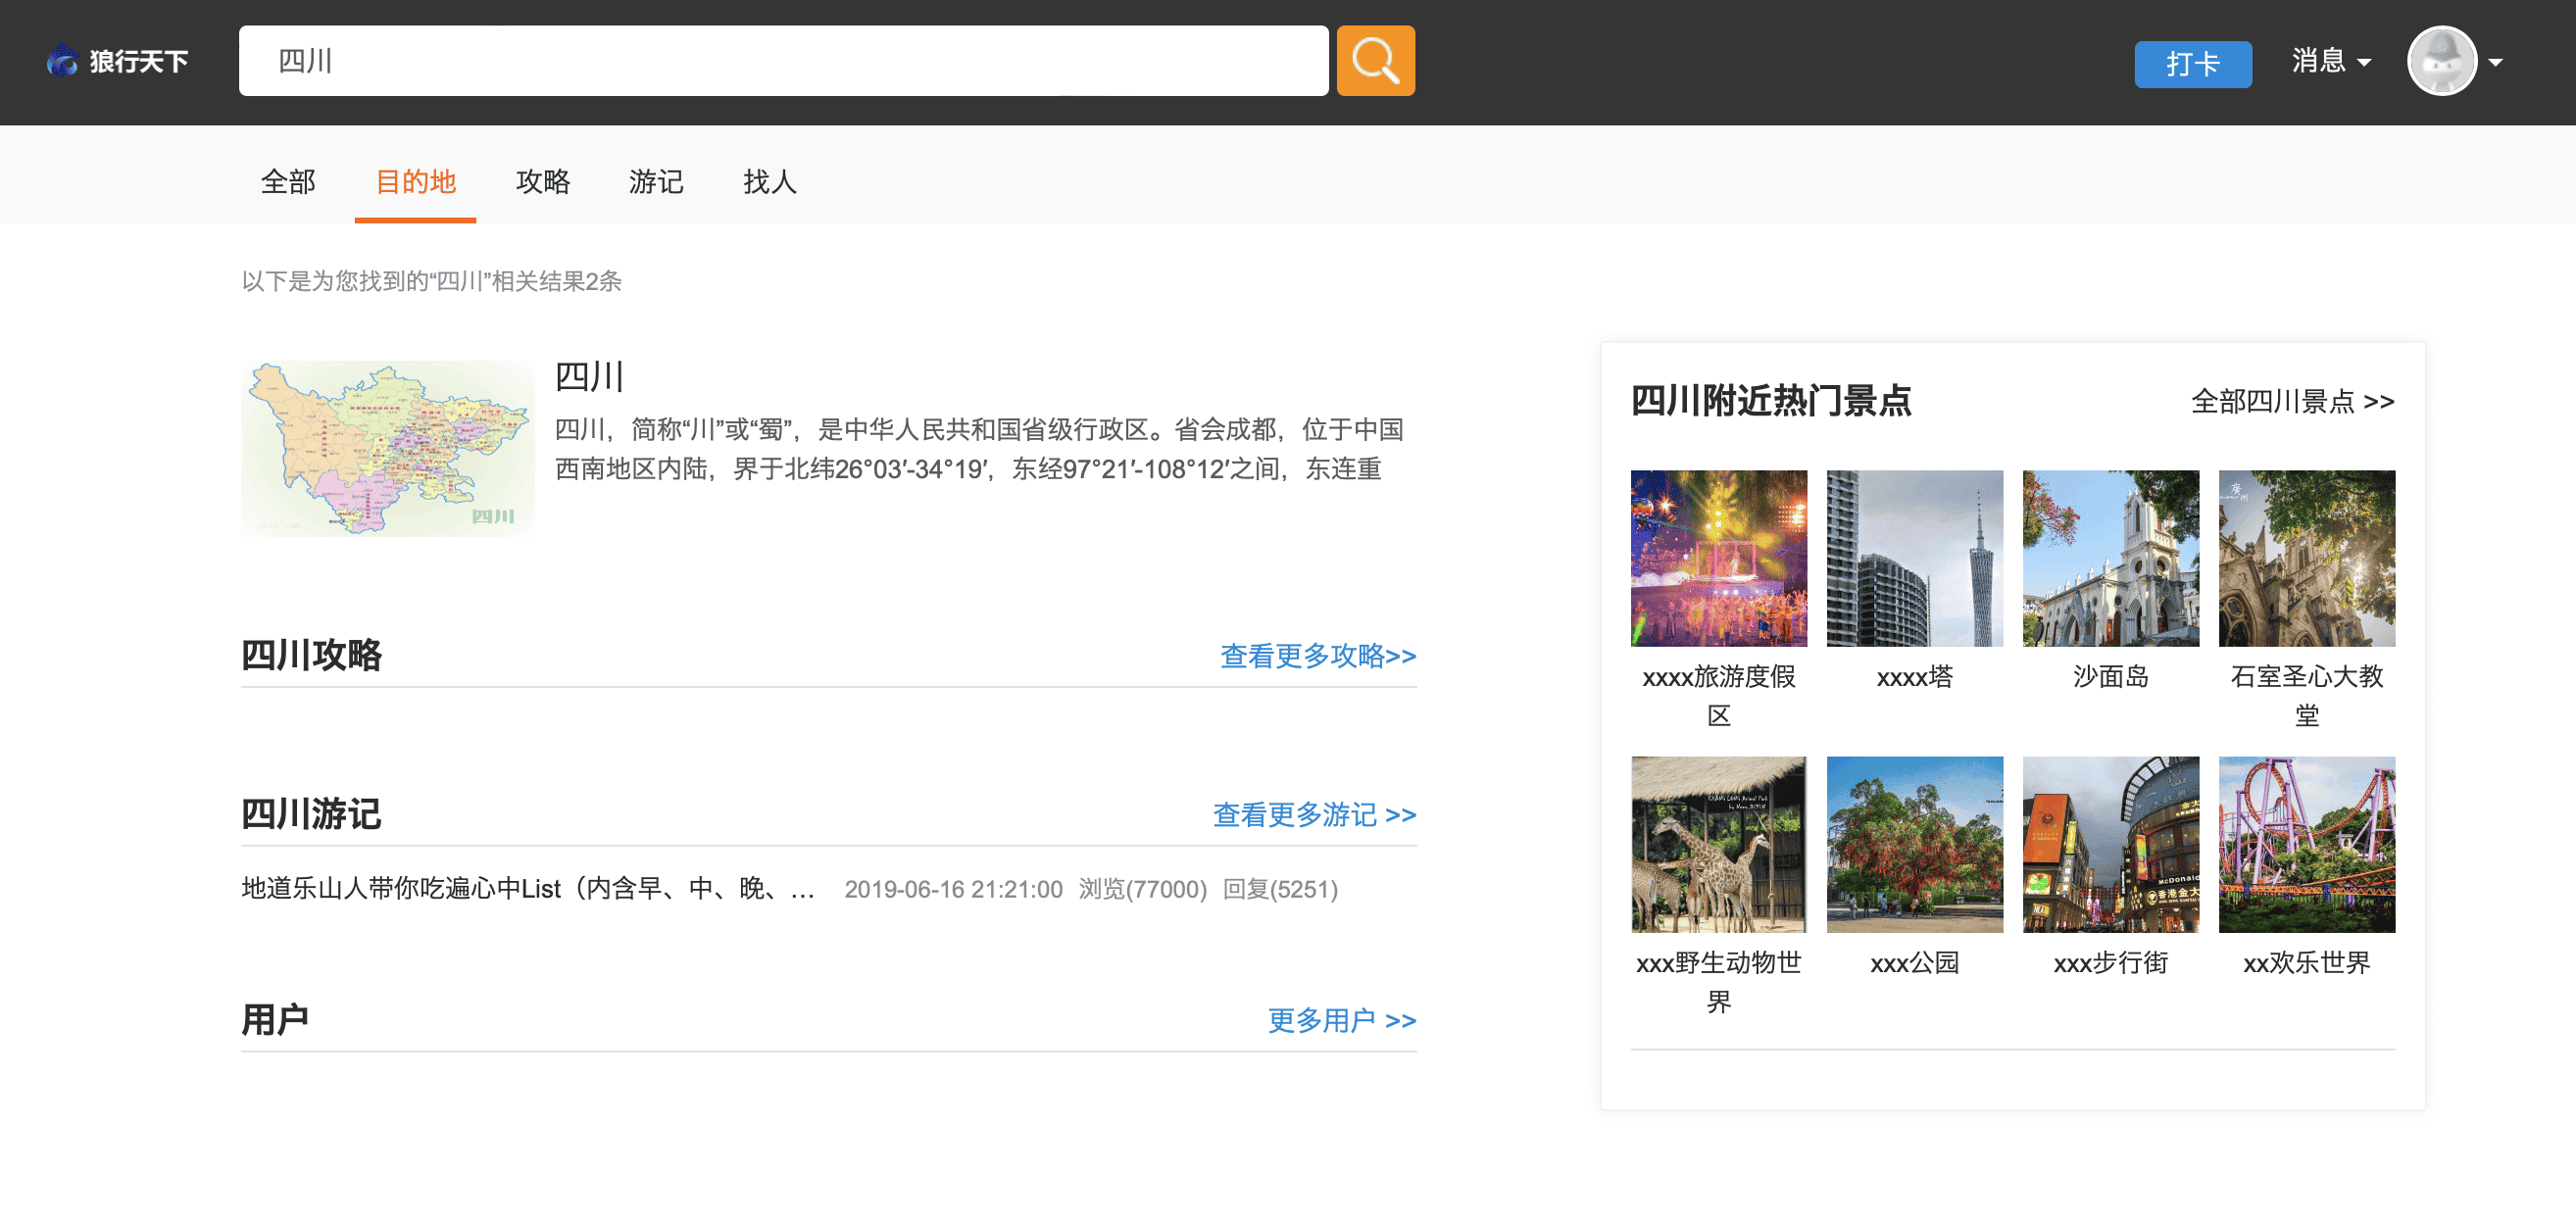 狼行天下
四川
打卡
消息
全部
目的地
攻略
游记
找人
以下是为您找到的“四川”相关结果2条
四川
四川，简称“川”或“蜀”，是中华人民共和国省级行政区。省会成都，位于中国
西南地区内陆，界于北纬26°03′-34°19′，东经97°21′-108°12′之间，东连重
四川
四川攻略
查看更多攻略>>
四川游记
查看更多游记 >>
地道乐山人带你吃遍心中List（内含早、中、晚、…
2019-06-16 21:21:00 浏览(77000) 回复(5251)
用户
更多用户 >>
四川附近热门景点
全部四川景点 >>
廣州
xxxx旅游度假
区
xxxx塔
沙面岛
石室圣心大教
堂
McDonald
香港金大
xxx野生动物世
界
xxx公园
xxx步行街
xx欢乐世界